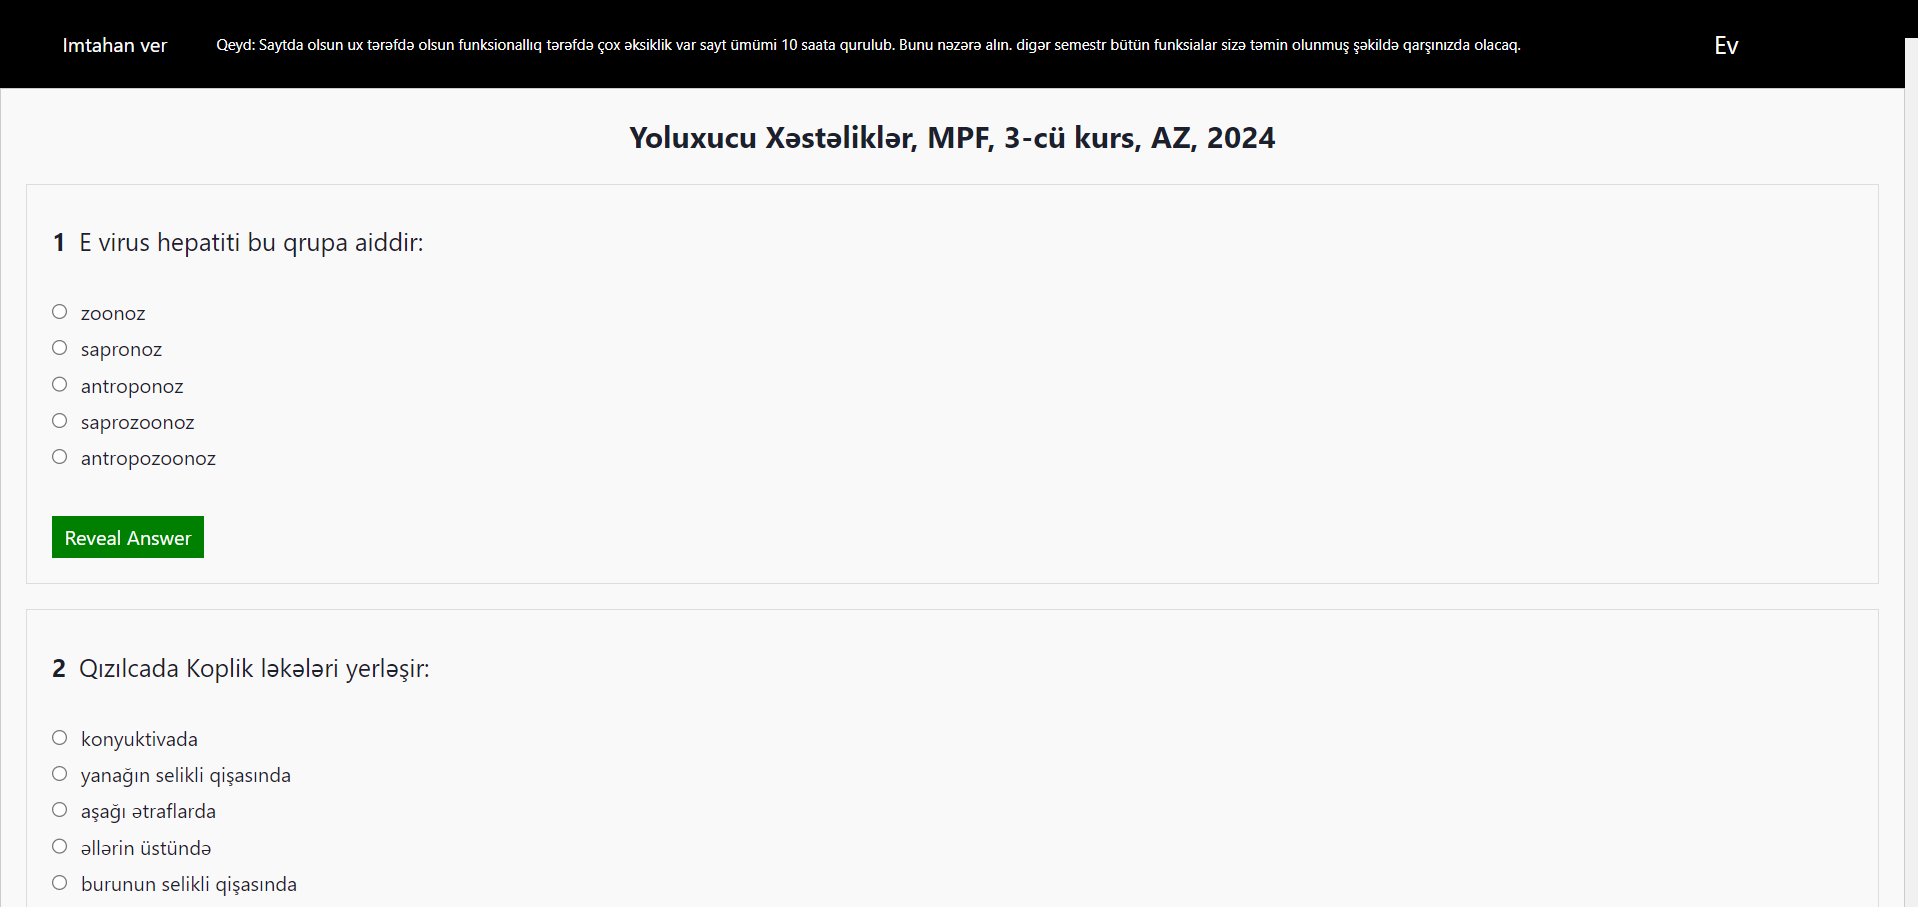 Imtahan ver
Qeyd: Saytda olsun ux tərəfdə olsun funksionallıq tərəfdə çox əksiklik var sayt ümümi 10 saata qurulub. Bunu nəzərə alın. digər semestr bütün funksialar sizə təmin olunmuş şəkildə qarşınızda olacaq.
Ev
Yoluxucu Xəstəliklər, MPF, 3-cü kurs, AZ, 2024
1 E virus hepatiti bu qrupa aiddir:
zoonoz
sapronoz
antroponoz
saprozoonoz
antropozoonoz
Reveal Answer
2 Qızılcada Koplik ləkələri yerləşir:
konyuktivada
yanağın selikli qişasında
aşağı ətraflarda
əllərin üstündə
burunun selikli qişasında